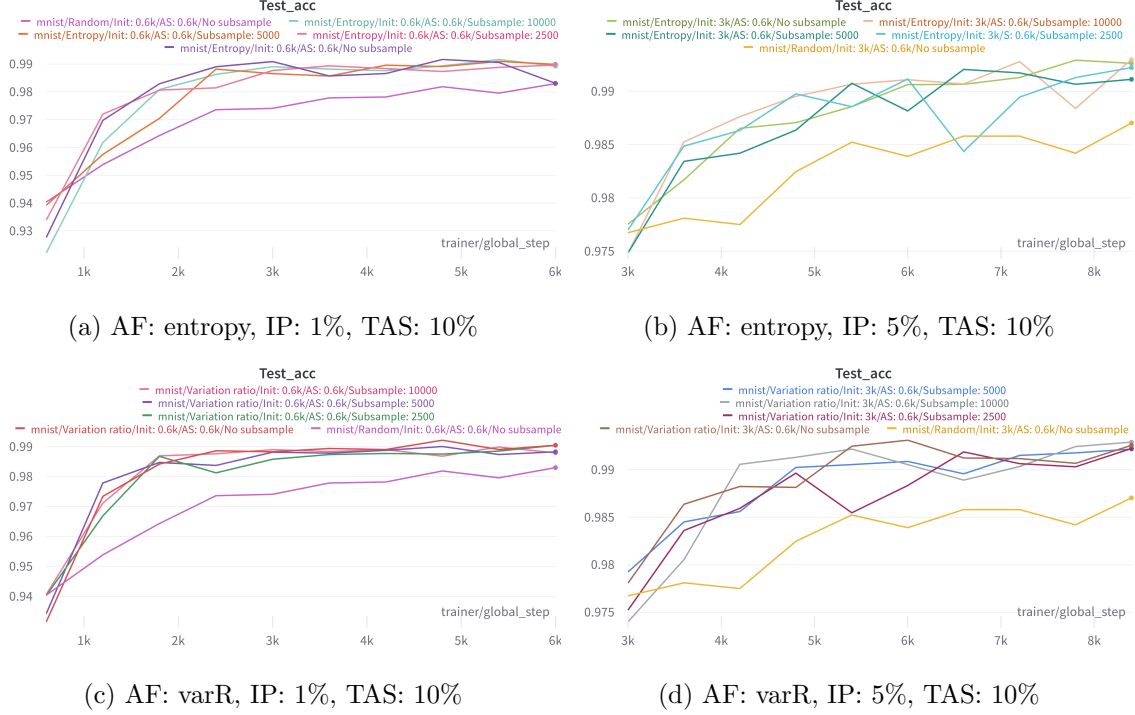 Test_acc
mnist/Random/Init: 0.6k/AS: 0.6k/No subsample mnist/Entropy/Init: 0.6k/AS: 0.6k/Subsample: 10000
mnist/Entropy/Init: 0.6k/AS: 0.6k/Subsample: 5000 mnist/Entropy/Init: 0.6k/AS: 0.6k/Subsample: 2500
mnist/Entropy/Init: 0.6k/AS: 0.6k/No subsample
0.99
0.98
0.97
0.96
0.95
0.94
0.93
trainer/global_step
1k 2k 3k 4k 5k 6k
(a) AF: entropy, IP: 1%, TAS: 10%
Test_acc
mnist/Entropy/Init: 3k/AS: 0.6k/No subsample mnist/Entropy/Init: 3k/AS: 0.6k/Subsample: 10000
mnist/Entropy/Init: 3k/AS: 0.6k/Subsample: 5000 mnist/Entropy/Init: 3k/AS: 0.6k/Subsample: 2500
mnist/Random/Init: 3k/AS: 0.6k/No subsample
0.99
0.985
0.98
0.975
trainer/global_step
3k 4k 5k 6k 7k 8k
(b) AF: entropy, IP: 5%, TAS: 10%
Test_acc
mnist/Variation ratio/Init: 0.6k/AS: 0.6k/Subsample: 10000
mnist/Variation ratio/Init: 0.6k/AS: 0.6k/Subsample: 5000
mnist/Variation ratio/Init: 0.6k/AS: 0.6k/Subsample: 2500
mnist/Variation ratio/Init: 0.6k/AS: 0.6k/No subsample mnist/Random/Init: 0.6k/AS: 0.6k/No subsample
0.99
0.98
0.97
0.96
0.95
0.94
trainer/global_step
1k 2k 3k 4k 5k 6k
(c) AF: varR, IP: 1%, TAS: 10%
Test_acc
mnist/Variation ratio/Init: 3k/AS: 0.6k/Subsample: 5000
mnist/Variation ratio/Init: 3k/AS: 0.6k/Subsample: 10000
mnist/Variation ratio/Init: 3k/AS: 0.6k/Subsample: 2500
mnist/Variation ratio/Init: 3k/AS: 0.6k/No subsample mnist/Random/Init: 3k/AS: 0.6k/No subsample
0.99
0.985
0.98
0.975
trainer/global_step
3k 4k 5k 6k 7k 8k
(d) AF: varR, IP: 5%, TAS: 10%